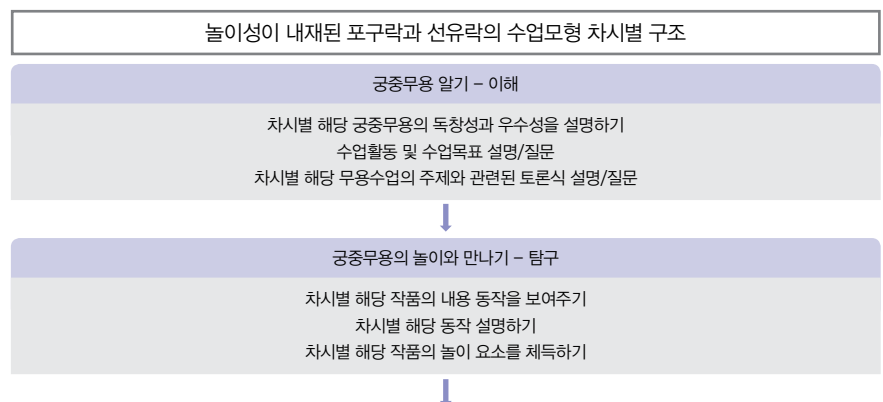 놀이성이 내재된 포구락과 선유락의 수업모형 차시별 구조
궁중무용 알기 – 이해
차시별 해당 궁중무용의 독창성과 우수성을 설명하기
수업활동 및 수업목표 설명/질문
차시별 해당 무용수업의 주제와 관련된 토론식 설명/질문
궁중무용의 놀이와 만나기 – 탐구
차시별 해당 작품의 내용 동작을 보여주기
차시별 해당 동작 설명하기
차시별 해당 작품의 놀이 요소를 체득하기